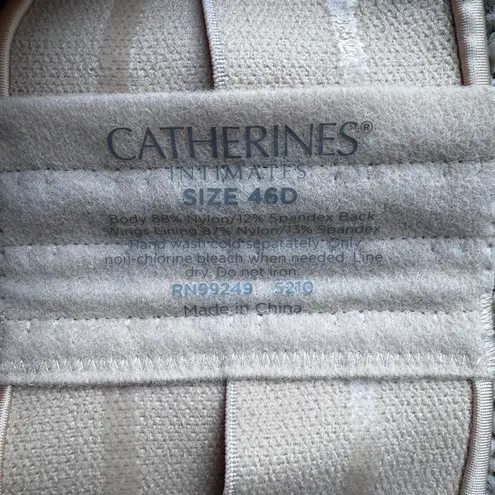 CATHERINES®
INTIMATES
SIZE 46D
Body 88% Nylon/12% Spandex Back
Wings Lining 87% Nylon/13% Spandex
Hand wash cold separately. Only
non-chlorine bleach when needed. Line
dry. Do not iron.
RN99249 5210
Made in China